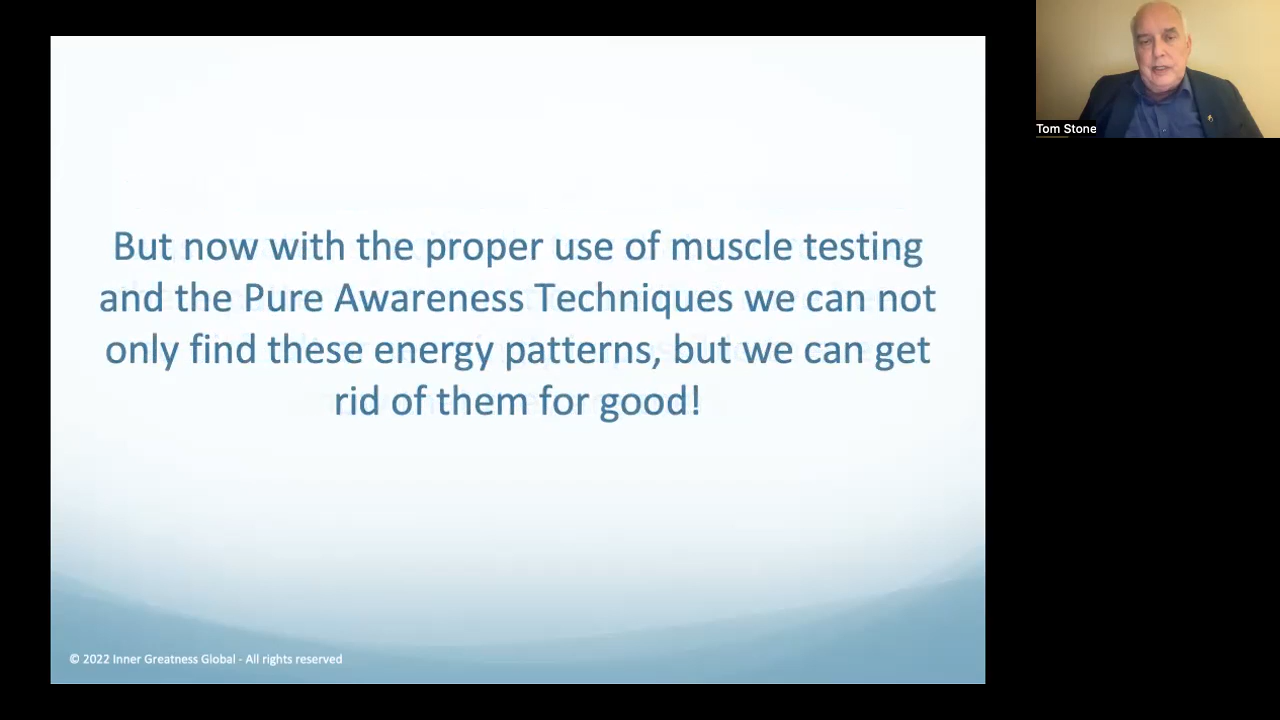 But now with the proper use of muscle testing
and the Pure Awareness Techniques we can not
only find these energy patterns, but we can get
rid of them for good!
© 2022 Inner Greatness Global - All rights reserved
Tom Stone